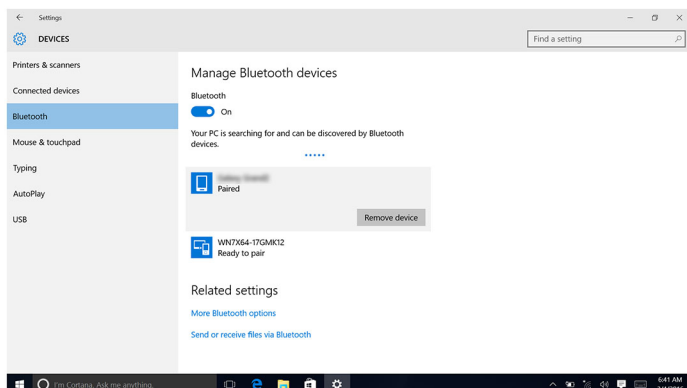 Settings
DEVICES
Find a setting
Printers & scanners
Connected devices
Bluetooth
Mouse & touchpad
Typing
AutoPlay
USB
Manage Bluetooth devices
Bluetooth
On
Your PC is searching for and can be discovered by Bluetooth
devices.
Paired
Remove device
WN7X64-17GMK12
Ready to pair
Related settings
More Bluetooth options
Send or receive files via Bluetooth
I'm Cortana. Ask me anything.
6:41 AM